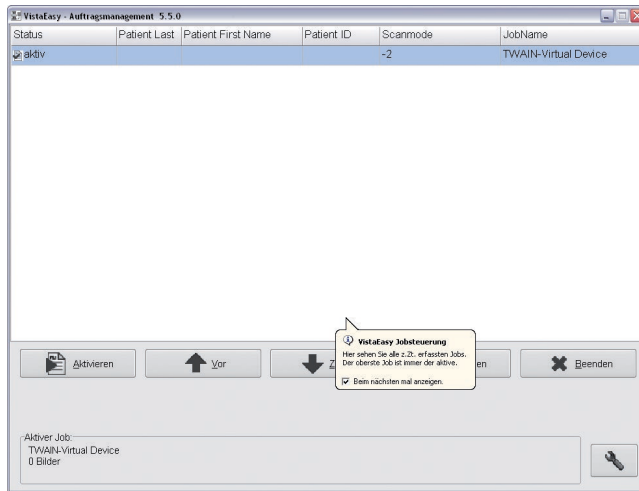 VistaEasy - Auftragsmanagement 5.5.0
Status Patient Last Patient First Name Patient ID Scanmode JobName
aktiv -2 TWAIN-Virtual Device
VistaEasy Jobsteuerung
Hier sehen Sie alle z.Zt. erfassten Jobs.
Der oberste Job ist immer der aktive.
Beim nächsten mal anzeigen.
Aktivieren Vor Z en Beenden
Aktiver Job:
TWAIN-Virtual Device
0 Bilder